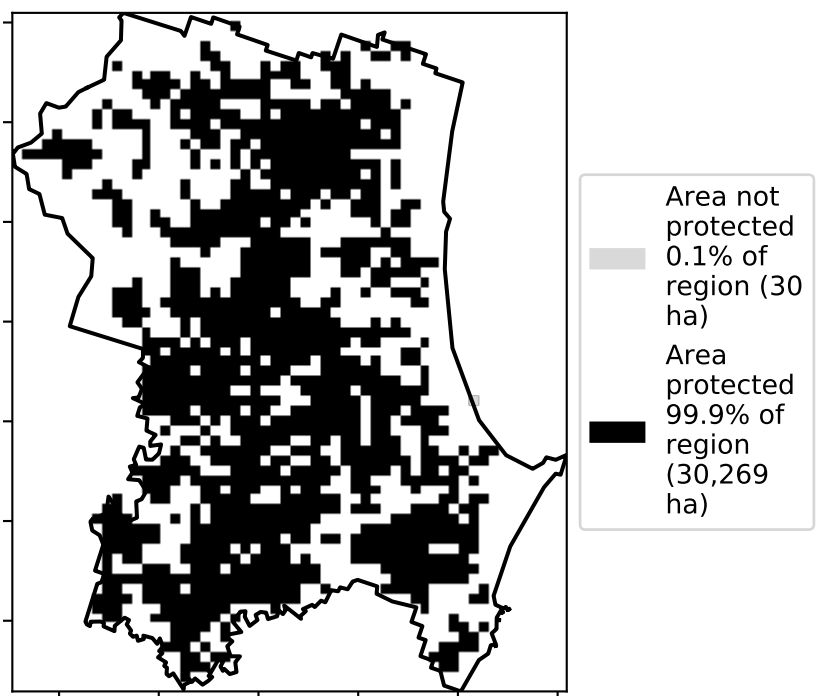 Area not
protected
0.1% of
region (30
ha)
Area
protected
99.9% of
region
(30,269
ha)